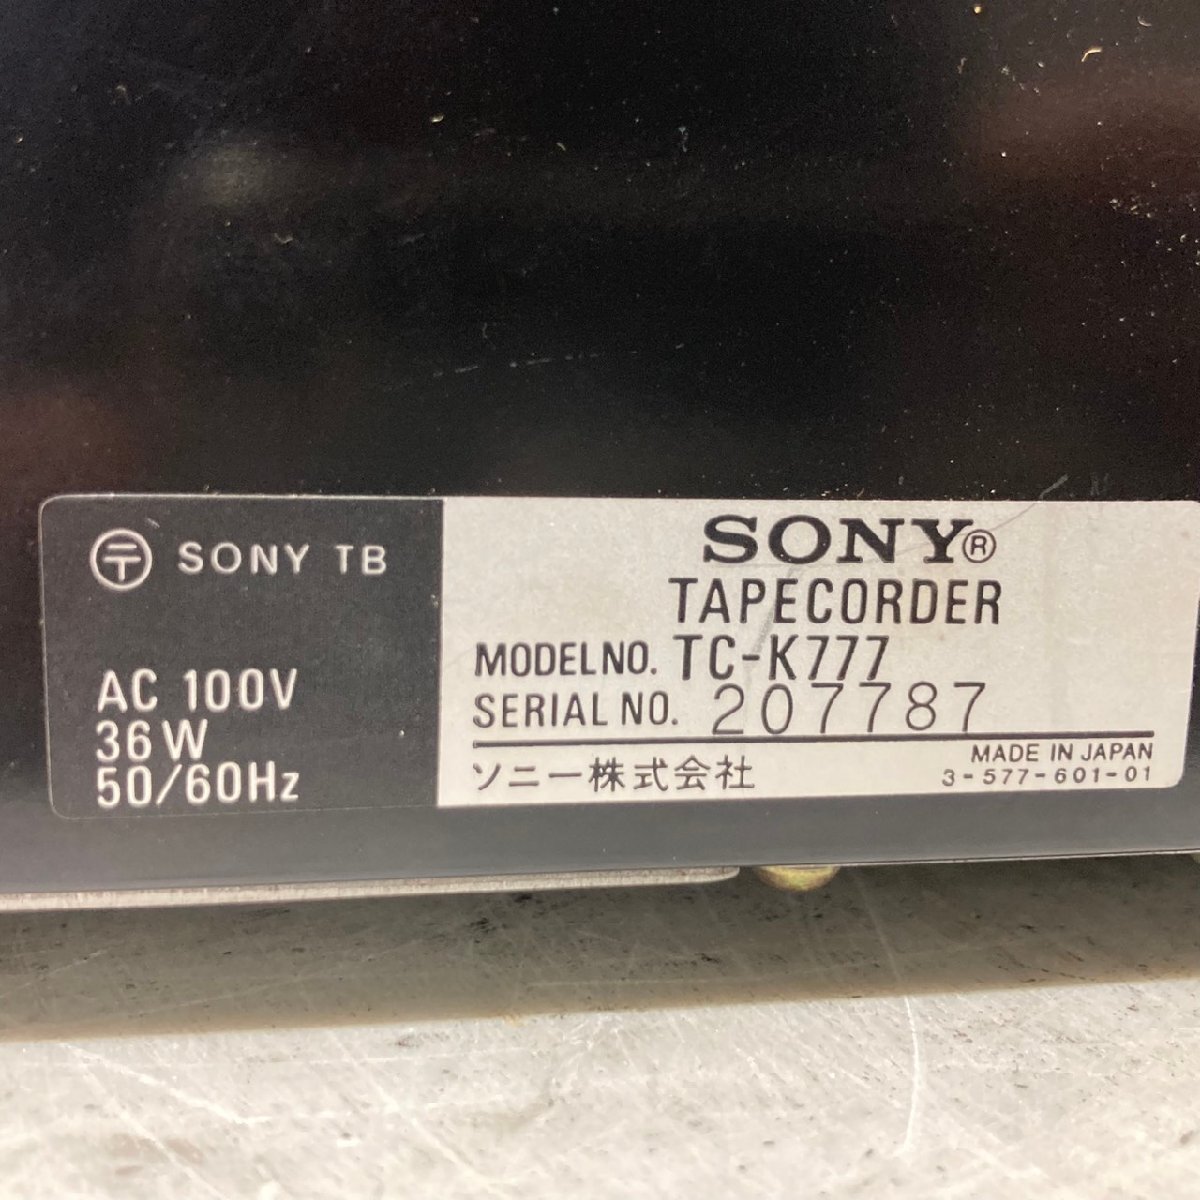 〶 SONY TB
AC 100V
36W
50/60Hz
SONY®
TAPECORDER
MODEL NO. TC-K777
SERIAL NO. 207787
ソニー株式会社
MADE IN JAPAN
3-577-601-01